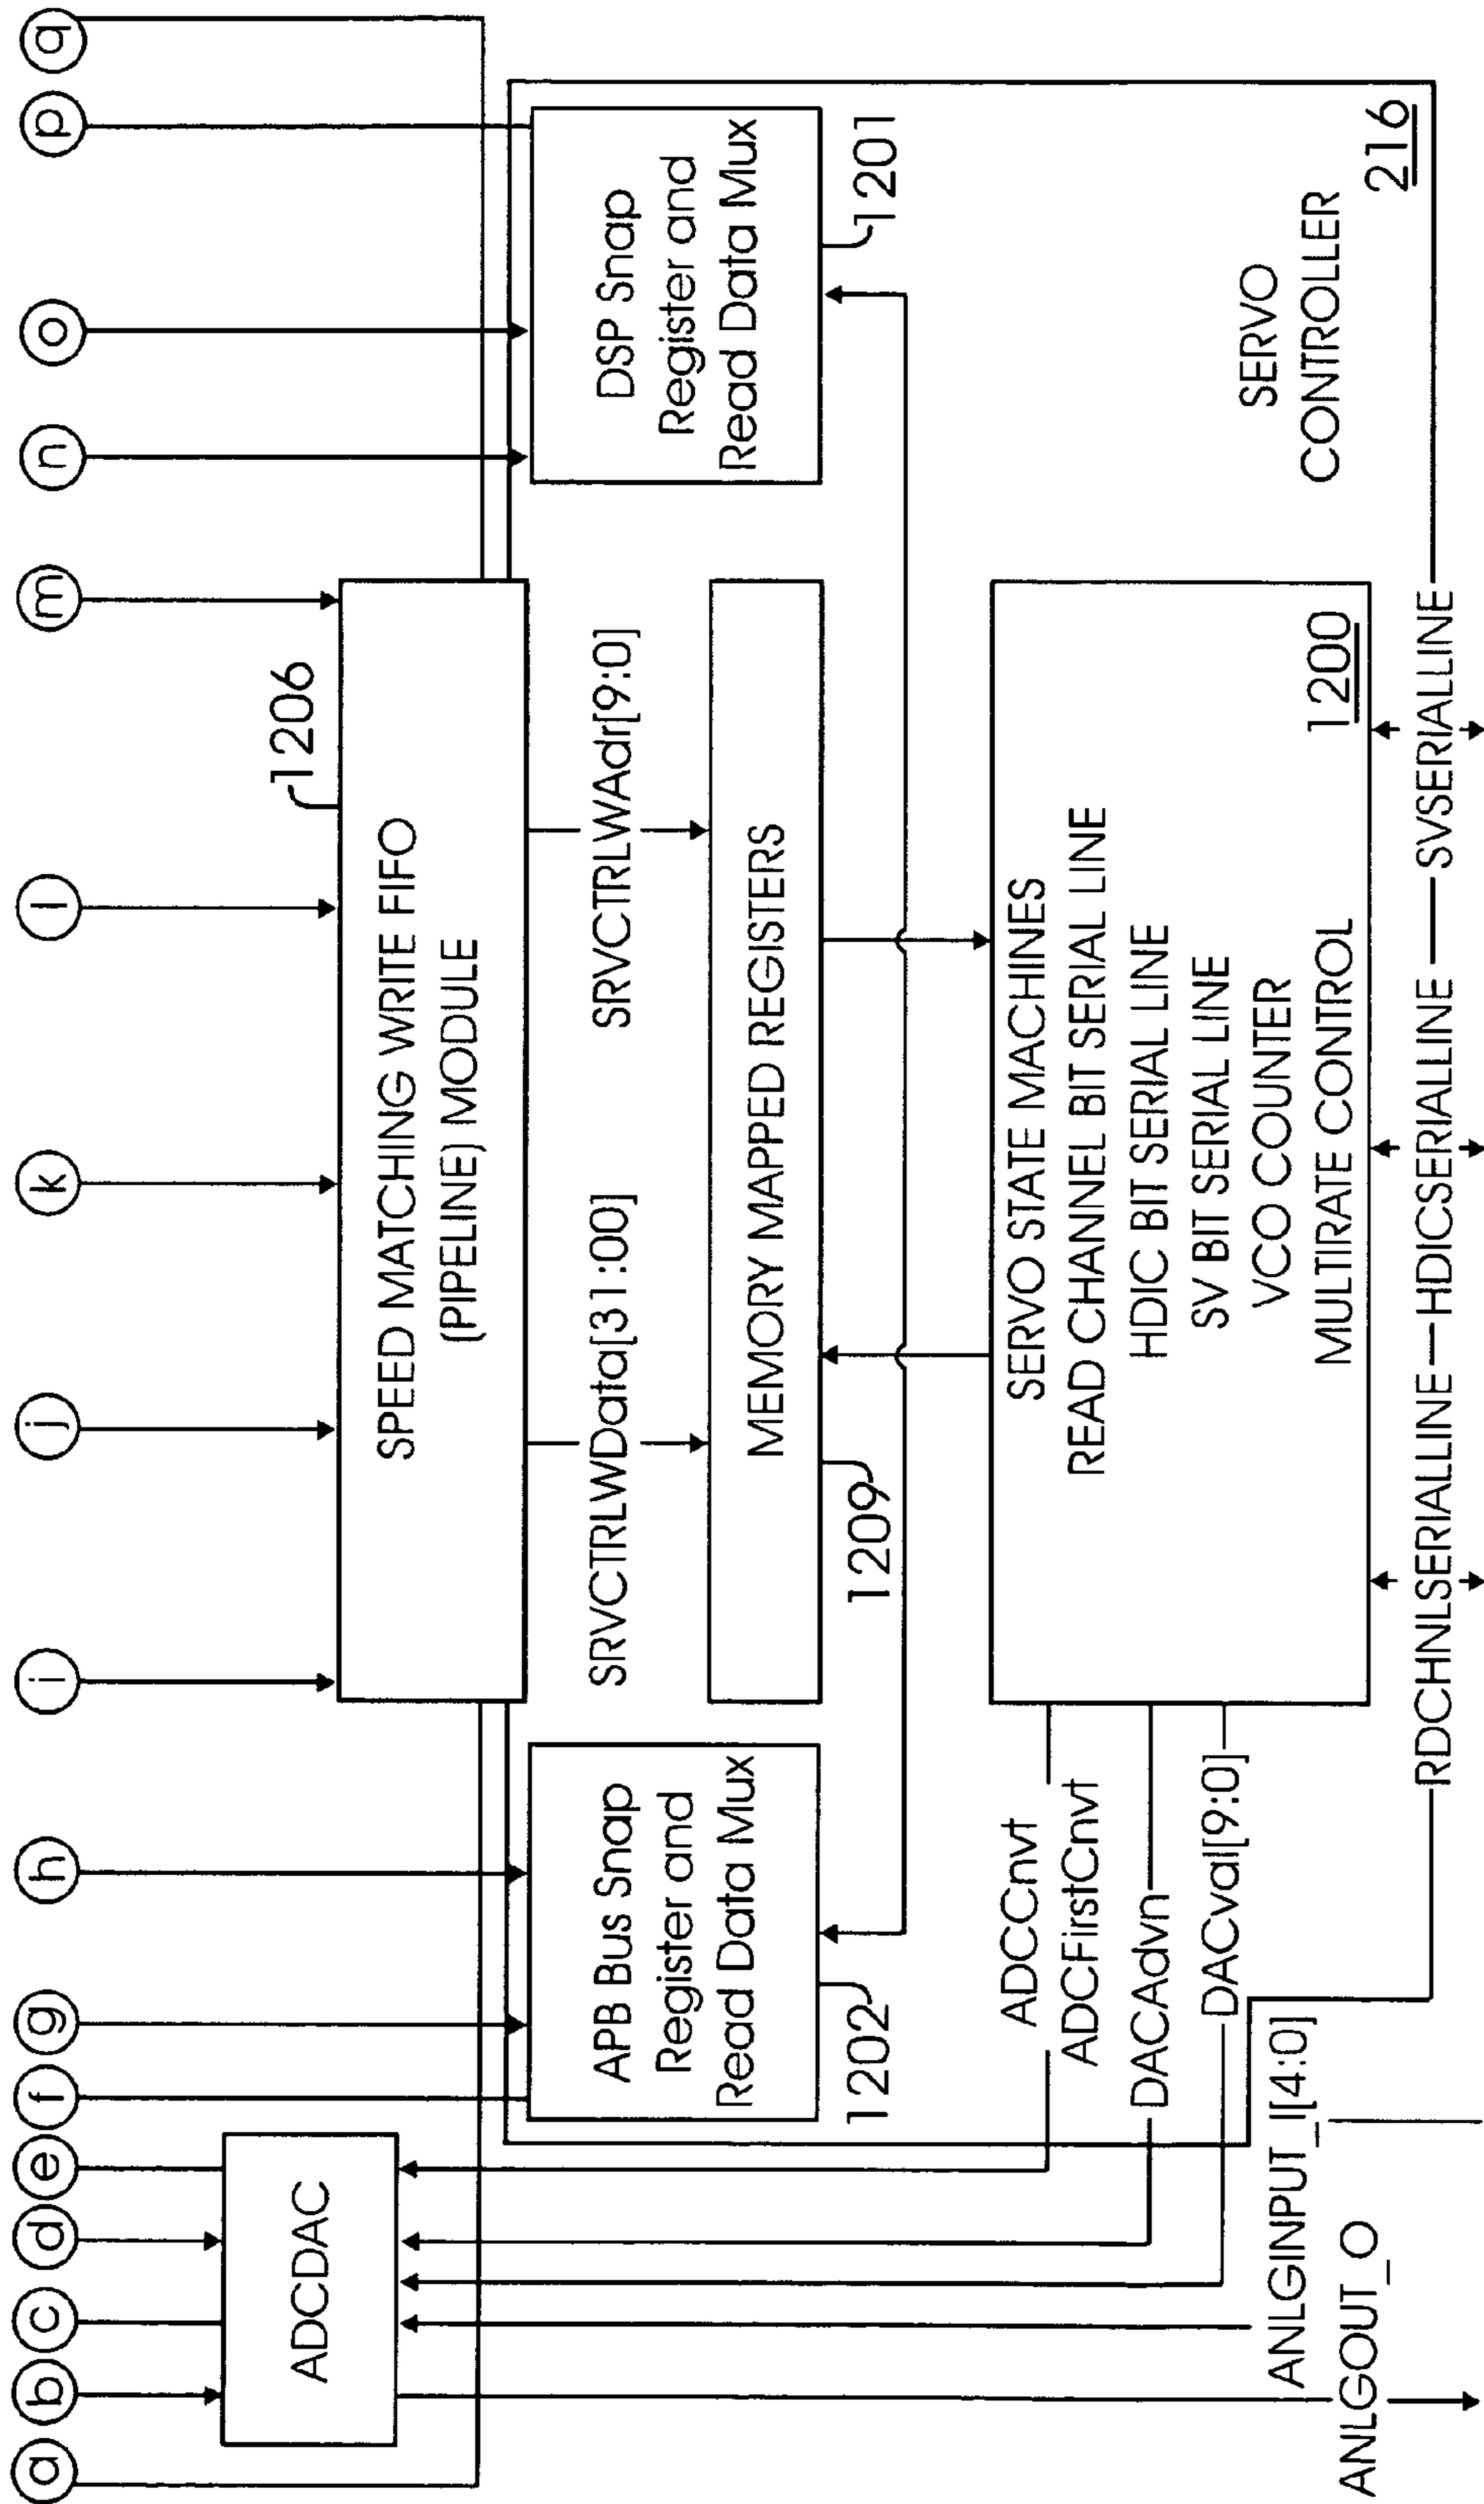 a
b
c
d
e
f
g
h
i
j
k
l
m
n
o
p
q
ADCDAC
1206
SPEED MATCHING WRITE FIFO
(PIPELINE) MODULE
APB Bus Snap
Register and
Read Data Mux
1202
SRVCTRLWData[31:00]
SRVCTRLWAdr[9:0]
DSP Snap
Register and
Read Data Mux
1201
MEMORY MAPPED REGISTERS
1209
ADCCnvt
ADCFirstCnvt
DACAdvn
DACval[9:0]
SERVO STATE MACHINES
READ CHANNEL BIT SERIAL LINE
HDIC BIT SERIAL LINE
SV BIT SERIAL LINE
VCO COUNTER
MULTIRATE CONTROL
1200
SERVO
CONTROLLER
216
ANLGINPUT_I[4:0]
ANLGOUT_O
RDCHNLSERIALLINE
HDICSERIALLINE
SVSERIALLINE